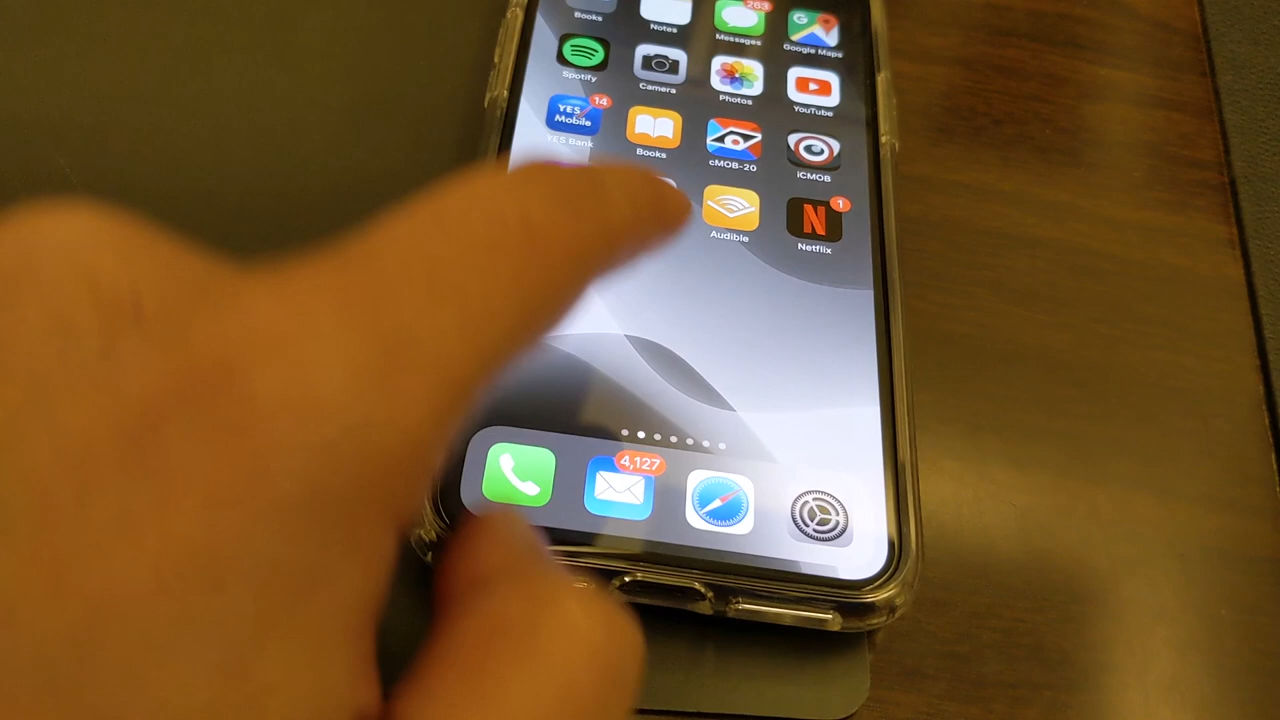 Books
Notes
263
Messages
Google Maps
Spotify
Camera
Photos
YouTube
14
YES
Mobile
YES Bank
Books
cMOB-20
iCMOB
Audible
N
1
Netflix
4,127